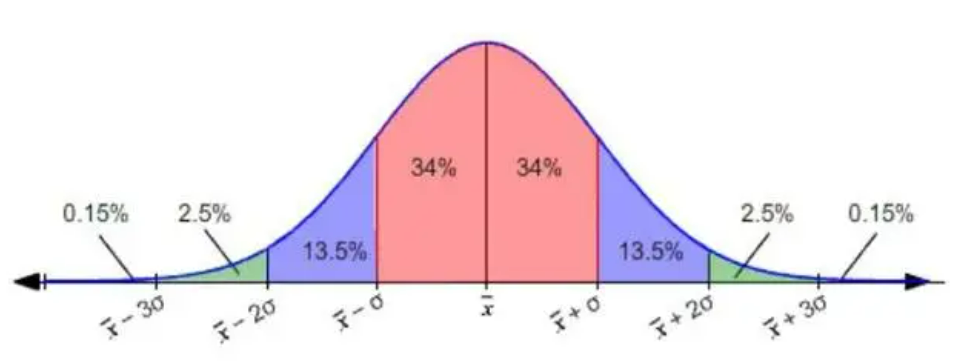 34% 34%
0.15% 2.5% 2.5% 0.15%
13.5% 13.5%
x̅ − 3σ x̅ − 2σ x̅ − σ x̅ x̅ + σ x̅ + 2σ x̅ + 3σ